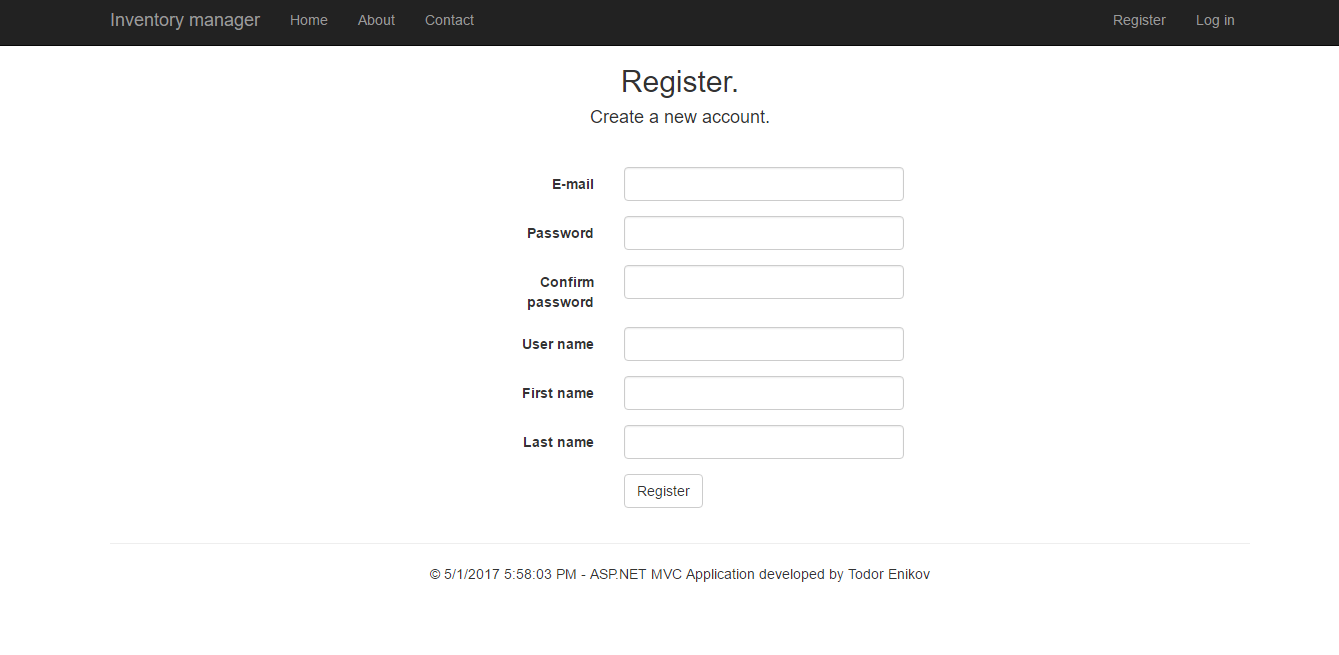 Inventory manager Home About Contact Register Log in
Register.
Create a new account.
E-mail
Password
Confirm
password
User name
First name
Last name
Register
© 5/1/2017 5:58:03 PM - ASP.NET MVC Application developed by Todor Enikov